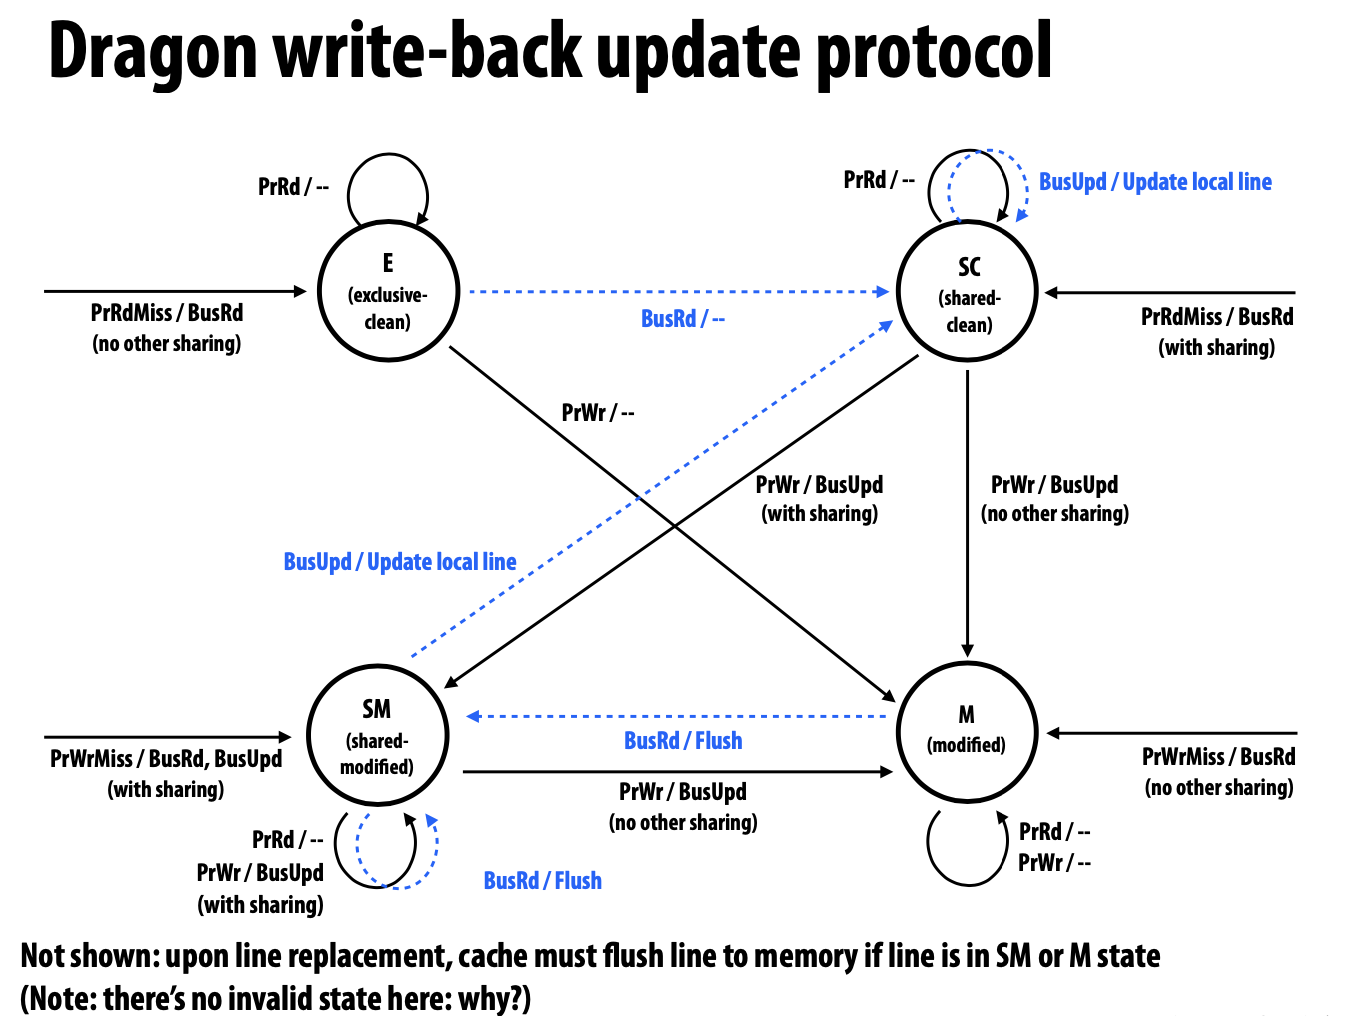 Dragon write-back update protocol
PrRd / --
PrRd / --
BusUpd / Update local line
E
(exclusive-
clean)
SC
(shared-
clean)
PrRdMiss / BusRd
(no other sharing)
BusRd / --
PrRdMiss / BusRd
(with sharing)
PrWr / --
PrWr / BusUpd
(with sharing)
PrWr / BusUpd
(no other sharing)
BusUpd / Update local line
SM
(shared-
modified)
M
(modified)
BusRd / Flush
PrWrMiss / BusRd, BusUpd
(with sharing)
PrWr / BusUpd
(no other sharing)
PrWrMiss / BusRd
(no other sharing)
PrRd / --
PrWr / BusUpd
(with sharing)
BusRd / Flush
PrRd / --
PrWr / --
Not shown: upon line replacement, cache must flush line to memory if line is in SM or M state
(Note: there’s no invalid state here: why?)